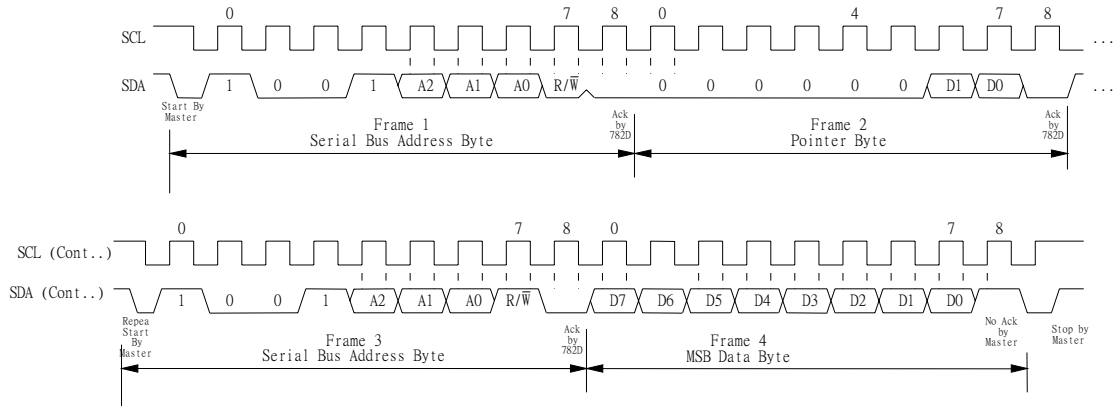 0 7 8 0 4 7 8
SCL ...
SDA 1 0 0 1 A2 A1 A0 R/W̅ 0 0 0 0 0 0 D1 D0 ...
Start By
Master
Ack
by
782D
Ack
by
782D
Frame 1
Serial Bus Address Byte
Frame 2
Pointer Byte
0 7 8 0 7 8
SCL (Cont..)
SDA (Cont..) 1 0 0 1 A2 A1 A0 R/W̅ D7 D6 D5 D4 D3 D2 D1 D0
Repea
Start
By
Master
Ack
by
782D
No Ack
by
Master
Stop by
Master
Frame 3
Serial Bus Address Byte
Frame 4
MSB Data Byte